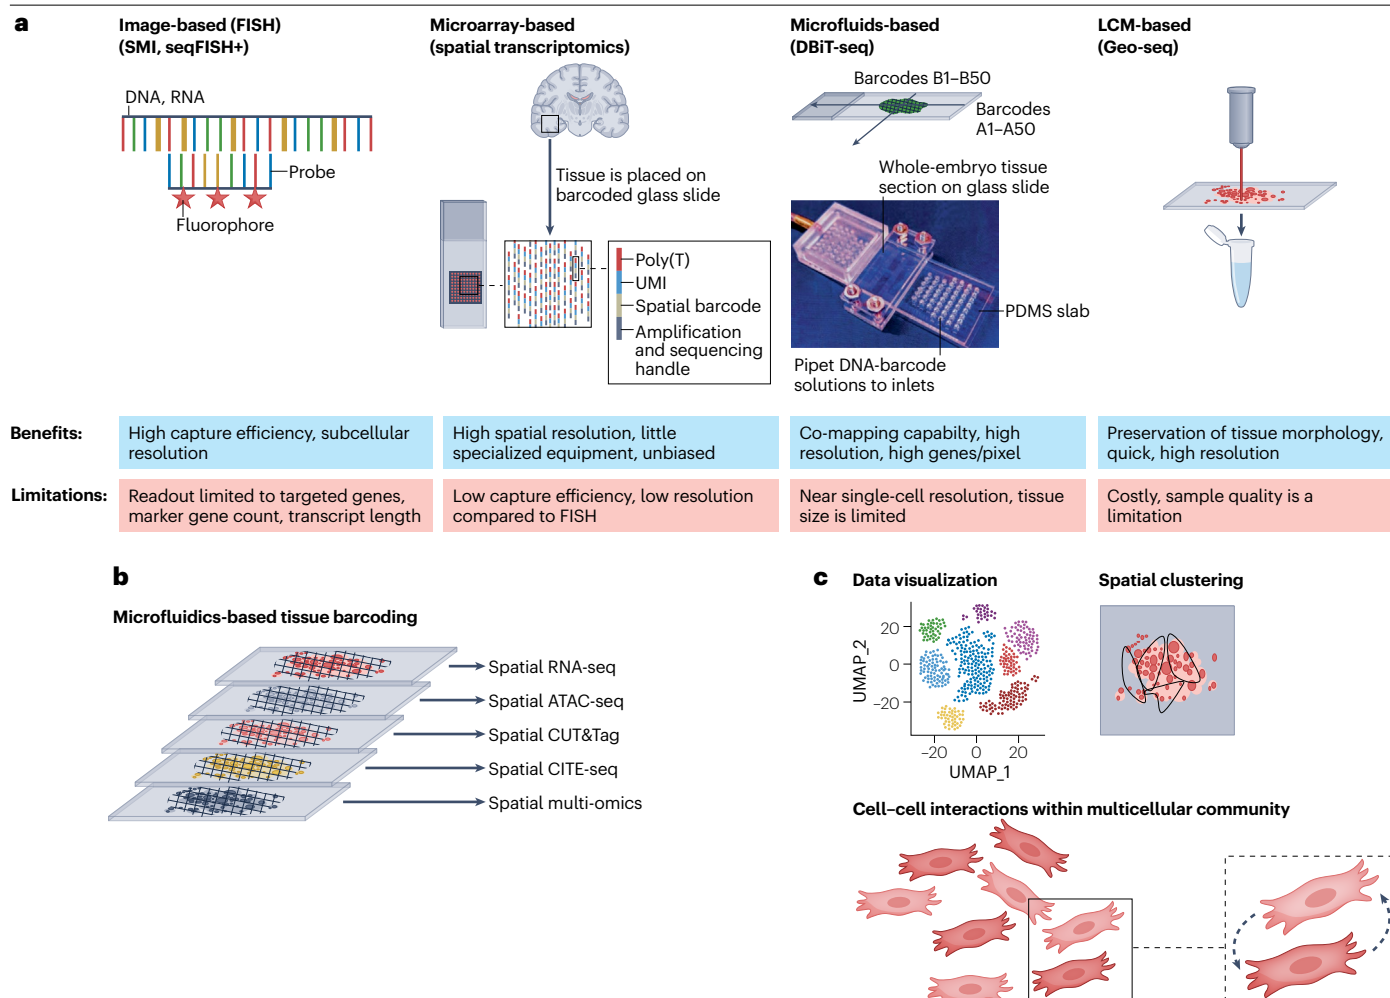 a
Image-based (FISH)
(SMI, seqFISH+)
DNA, RNA
Probe
Fluorophore
Microarray-based
(spatial transcriptomics)
Tissue is placed on
barcoded glass slide
Poly(T)
UMI
Spatial barcode
Amplification
and sequencing
handle
Microfluids-based
(DBiT-seq)
Barcodes B1–B50
Barcodes
A1–A50
Whole-embryo tissue
section on glass slide
PDMS slab
Pipet DNA-barcode
solutions to inlets
LCM-based
(Geo-seq)
Benefits:
High capture efficiency, subcellular
resolution
High spatial resolution, little
specialized equipment, unbiased
Co-mapping capabilty, high
resolution, high genes/pixel
Preservation of tissue morphology,
quick, high resolution
Limitations:
Readout limited to targeted genes,
marker gene count, transcript length
Low capture efficiency, low resolution
compared to FISH
Near single-cell resolution, tissue
size is limited
Costly, sample quality is a
limitation
b
Microfluidics-based tissue barcoding
Spatial RNA-seq
Spatial ATAC-seq
Spatial CUT&Tag
Spatial CITE-seq
Spatial multi-omics
c
Data visualization
UMAP_2
20
0
−20
−20 0 20
UMAP_1
Spatial clustering
Cell–cell interactions within multicellular community